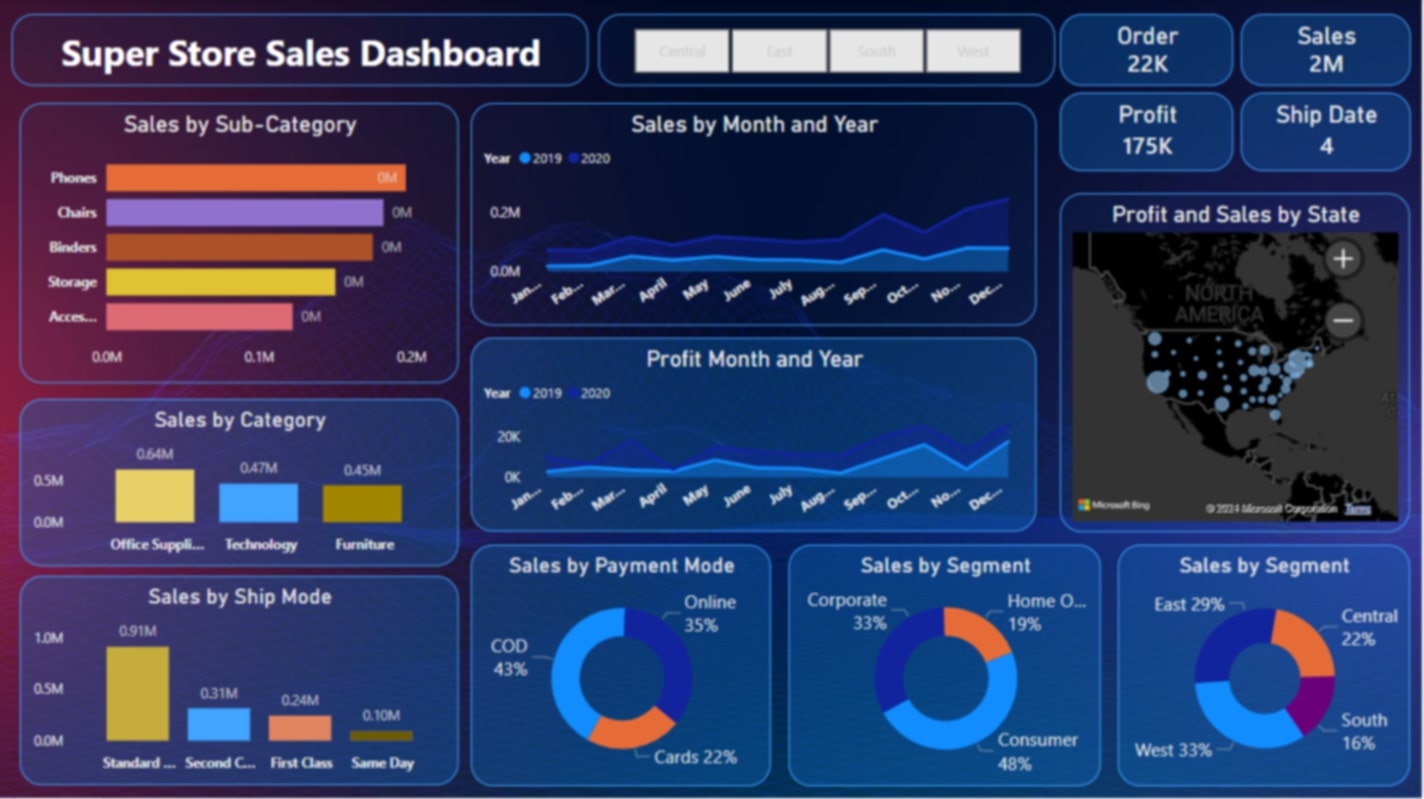 Super Store Sales Dashboard
Central East South West
Order
22K
Sales
2M
Profit
175K
Ship Date
4
Sales by Sub-Category
Phones 0M
Chairs 0M
Binders 0M
Storage 0M
Acces... 0M
0.0M 0.1M 0.2M
Sales by Month and Year
Year 2019 2020
0.2M
0.0M
Jan... Feb... Mar... April May June July Aug... Sep... Oct... No... Dec...
Profit Month and Year
Year 2019 2020
20K
0K
Jan... Feb... Mar... April May June July Aug... Sep... Oct... No... Dec...
Profit and Sales by State
NORTH
AMERICA
+
−
Microsoft Bing
© 2024 Microsoft Corporation Terms
Sales by Category
0.64M
0.47M
0.45M
0.5M
0.0M
Office Suppli... Technology Furniture
Sales by Ship Mode
1.0M
0.5M
0.0M
0.91M
0.31M
0.24M
0.10M
Standard ... Second C... First Class Same Day
Sales by Payment Mode
Online
35%
COD
43%
Cards 22%
Sales by Segment
Corporate
33%
Home O...
19%
Consumer
48%
Sales by Segment
East 29%
Central
22%
South
16%
West 33%